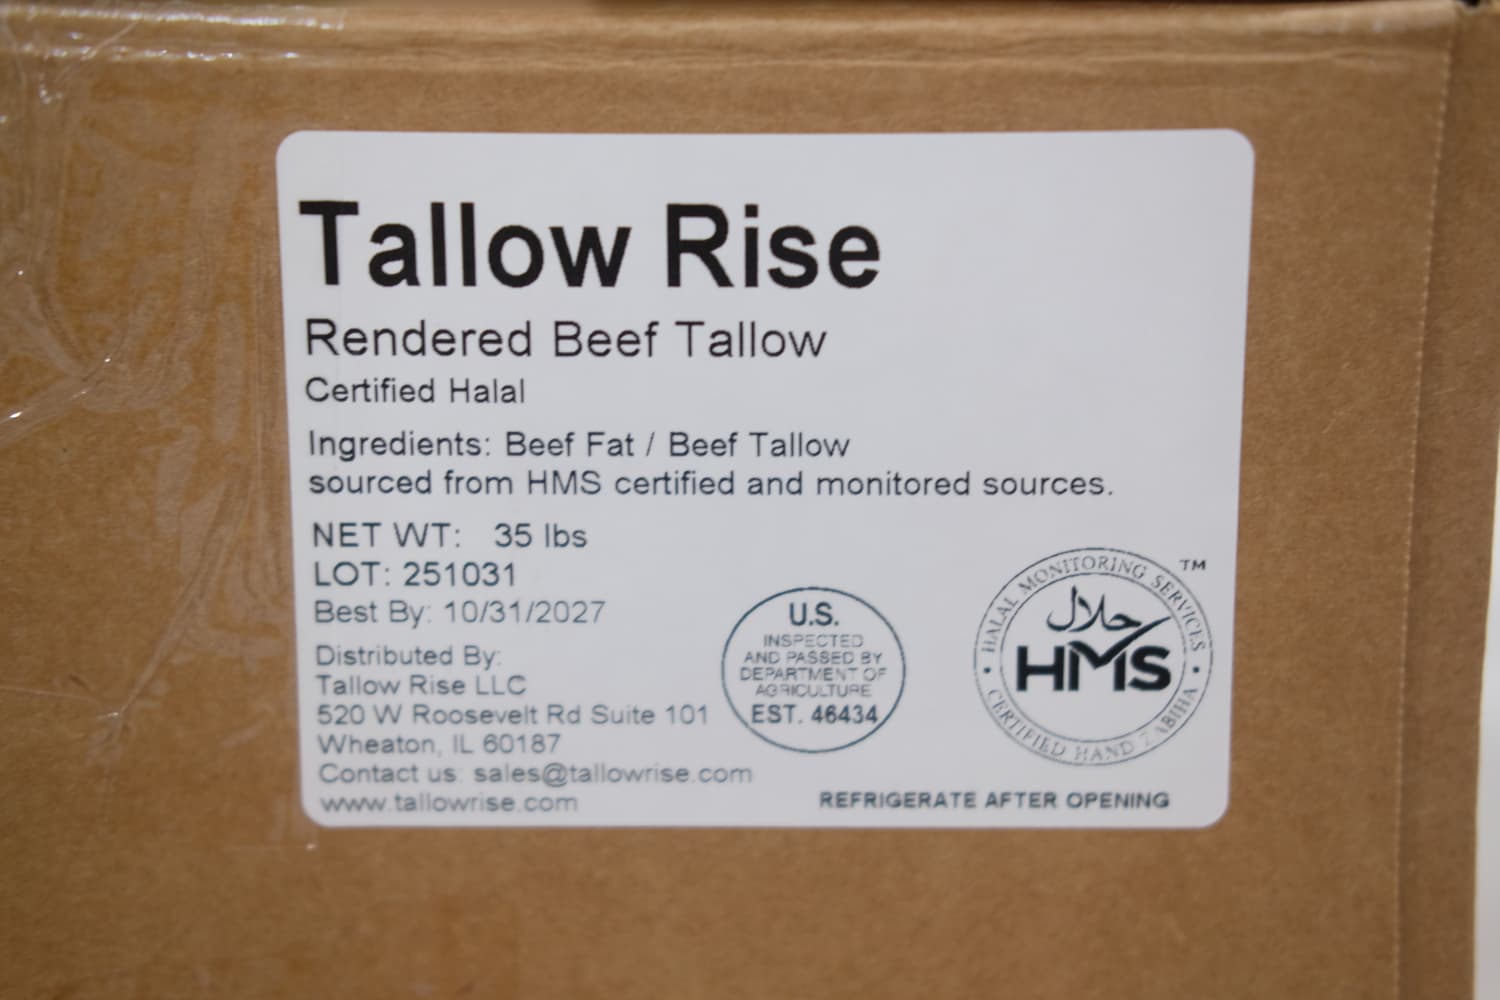 Tallow Rise
Rendered Beef Tallow
Certified Halal
Ingredients: Beef Fat / Beef Tallow
sourced from HMS certified and monitored sources.
NET WT: 35 lbs
LOT: 251031
Best By: 10/31/2027
Distributed By:
Tallow Rise LLC
520 W Roosevelt Rd Suite 101
Wheaton, IL 60187
Contact us: sales@tallowrise.com
www.tallowrise.com
U.S.
INSPECTED
AND PASSED BY
DEPARTMENT OF
AGRICULTURE
EST. 46434
HALAL MONITORING SERVICES
TM
حلال
HMS
CERTIFIED HAND ZABIHA
REFRIGERATE AFTER OPENING